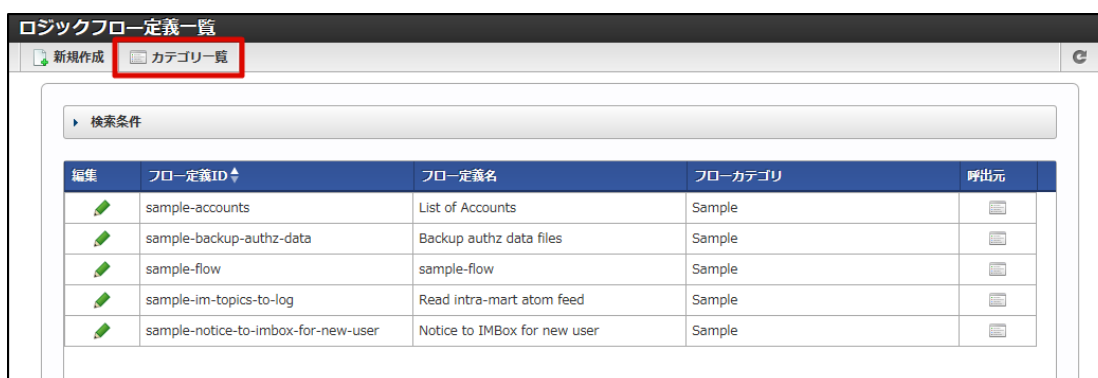 ロジックフロー定義一覧
新規作成 カテゴリ一覧
検索条件
編集 フロー定義ID フロー定義名 フローカテゴリ 呼出元
sample-accounts List of Accounts Sample
sample-backup-authz-data Backup authz data files Sample
sample-flow sample-flow Sample
sample-im-topics-to-log Read intra-mart atom feed Sample
sample-notice-to-imbox-for-new-user Notice to IMBox for new user Sample